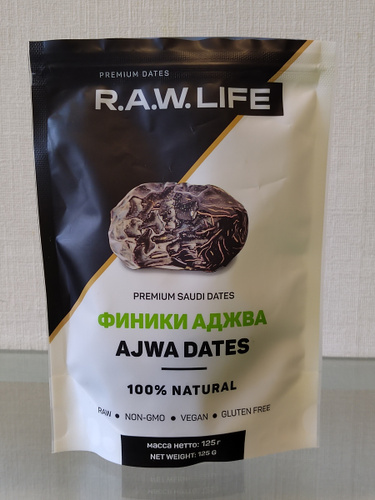 PREMIUM DATES
R.A.W. LIFE
PREMIUM SAUDI DATES
ФИНИКИ АДЖВА
AJWA DATES
100% NATURAL
RAW ● NON-GMO ● VEGAN ● GLUTEN FREE
масса нетто: 125 г
NET WEIGHT: 125 G